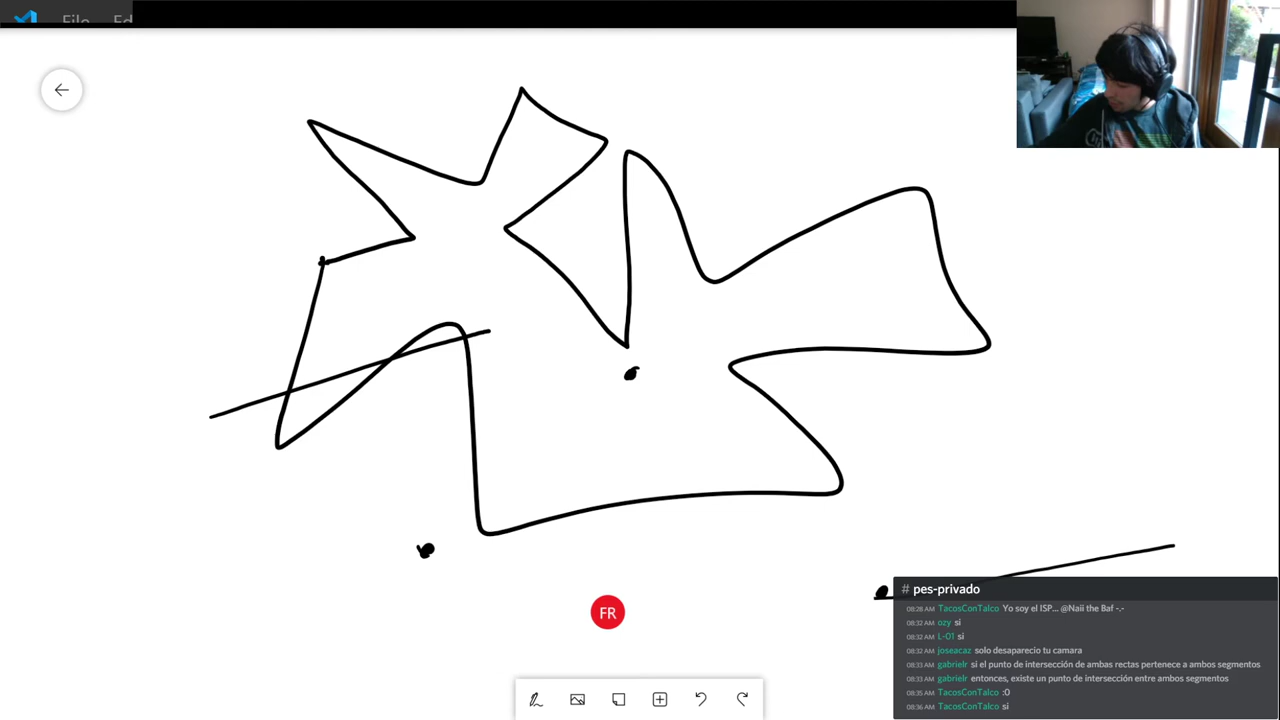 File Ed
FR
# pes-privado
08:28 AM TacosConTalco Yo soy el ISP... @Naii the Baf -.-
08:32 AM ozy si
08:32 AM L-01 si
08:32 AM joseacaz solo desaparecio tu camara
08:33 AM gabrielr si el punto de intersección de ambas rectas pertenece a ambos segmentos
08:33 AM gabrielr entonces, existe un punto de intersección entre ambos segmentos
08:35 AM TacosConTalco :0
08:36 AM TacosConTalco si